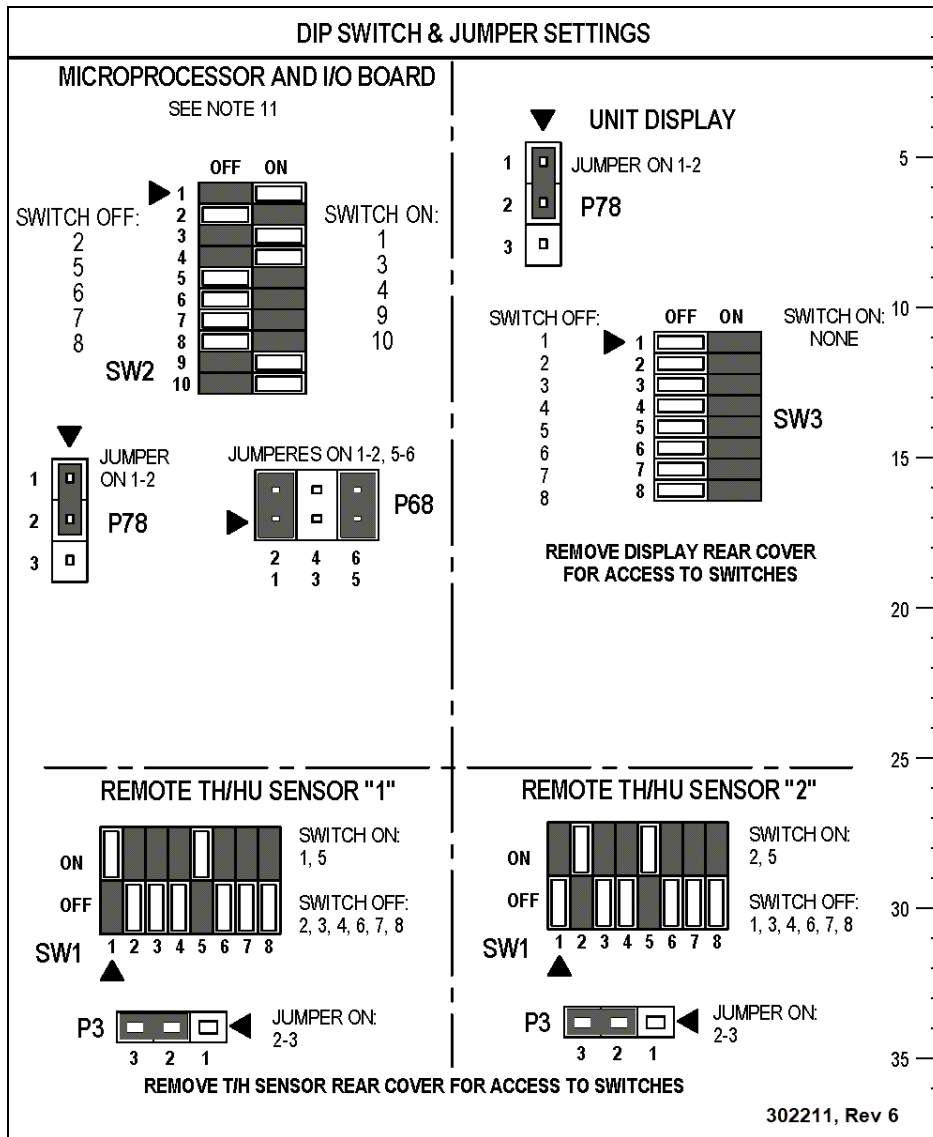 DIP SWITCH & JUMPER SETTINGS
MICROPROCESSOR AND I/O BOARD
SEE NOTE 11
OFF ON
SWITCH OFF:
2
5
6
7
8
1
2
3
4
5
6
7
8
9
10
SWITCH ON:
1
3
4
9
10
SW2
1
2
3
JUMPER
ON 1-2
P78
JUMPERES ON 1-2, 5-6
P68
2 4 6
1 3 5
UNIT DISPLAY
1
2
3
JUMPER ON 1-2
P78
SWITCH OFF:
1
2
3
4
5
6
7
8
OFF ON
1
2
3
4
5
6
7
8
SWITCH ON:
NONE
SW3
REMOVE DISPLAY REAR COVER
FOR ACCESS TO SWITCHES
REMOTE TH/HU SENSOR "1"
ON
OFF
SWITCH ON:
1, 5
SWITCH OFF:
2, 3, 4, 6, 7, 8
SW1
1 2 3 4 5 6 7 8
P3
3 2 1
JUMPER ON:
2-3
REMOTE TH/HU SENSOR "2"
ON
OFF
SWITCH ON:
2, 5
SWITCH OFF:
1, 3, 4, 6, 7, 8
SW1
1 2 3 4 5 6 7 8
P3
3 2 1
JUMPER ON:
2-3
REMOVE T/H SENSOR REAR COVER FOR ACCESS TO SWITCHES
5
10
15
20
25
30
35
302211, Rev 6